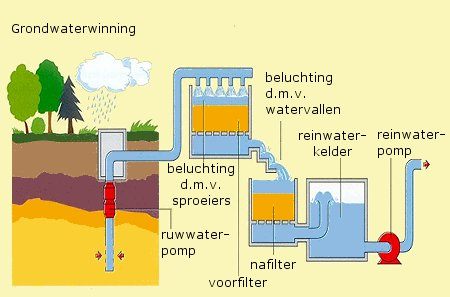 Grondwaterwinning
beluchting
d.m.v.
watervallen
reinwater-
kelder
reinwater-
pomp
beluchting
d.m.v.
sproeiers
ruwwater-
pomp
nafilter
voorfilter